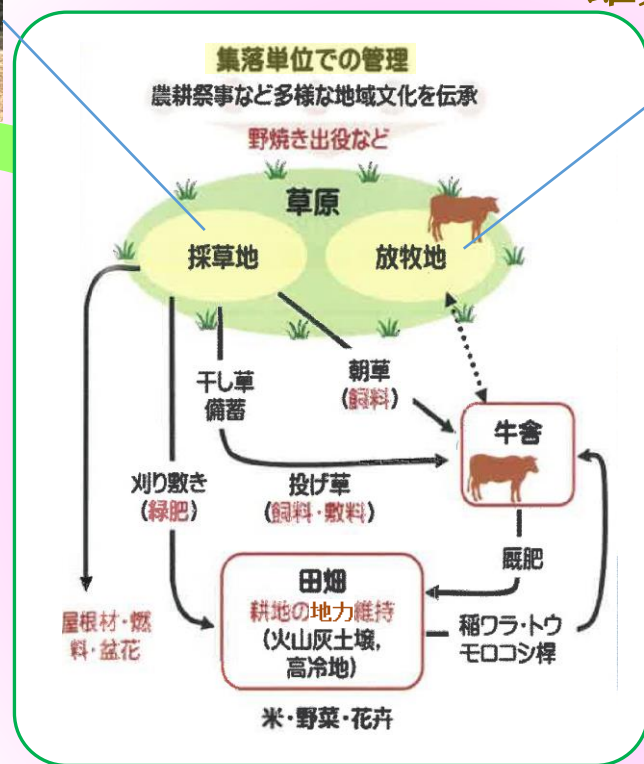 集落単位での管理
農耕祭事など多様な地域文化を伝承
野焼き出役など
草原
採草地
放牧地
朝草
(飼料)
干し草
備蓄
牛舎
刈り敷き
(緑肥)
投げ草
(飼料・敷料)
厩肥
田畑
耕地の地力維持
(火山灰土壌,
高冷地)
屋根材・燃
料・盆花
稲ワラ・トウ
モロコシ桿
米・野菜・花卉